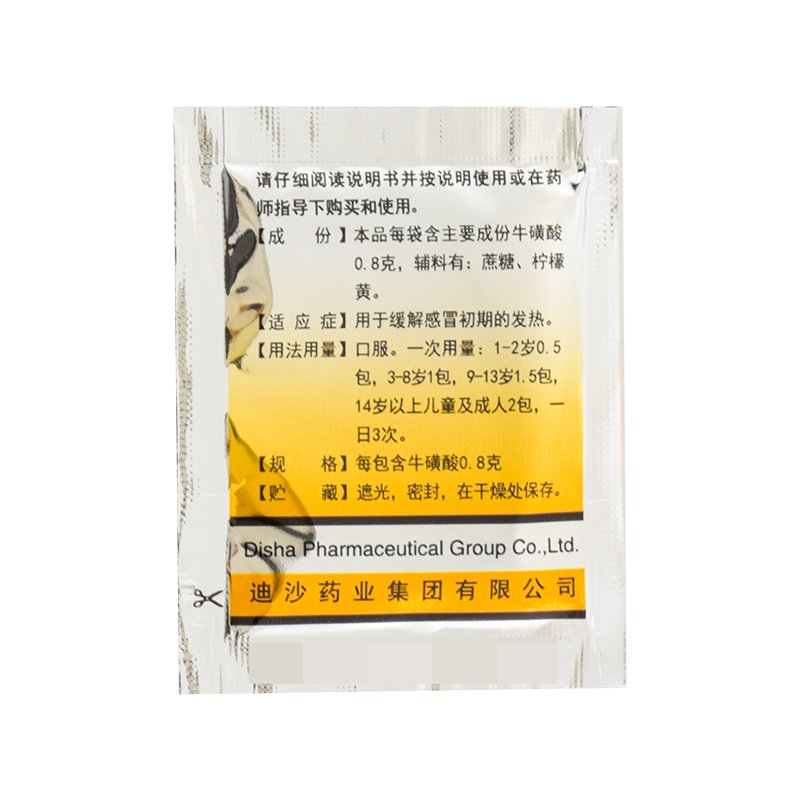 请仔细阅读说明书并按说明使用或在药
师指导下购买和使用。
【成 份】本品每袋含主要成份牛磺酸
0.8克，辅料有：蔗糖、柠檬
黄。
【适应症】用于缓解感冒初期的发热。
【用法用量】口服。一次用量：1-2岁0.5
包，3-8岁1包，9-13岁1.5包，
14岁以上儿童及成人2包，一
日3次。
【规 格】每包含牛磺酸0.8克
【贮 藏】遮光，密封，在干燥处保存。
Disha Pharmaceutical Group Co.,Ltd.
迪沙药业集团有限公司